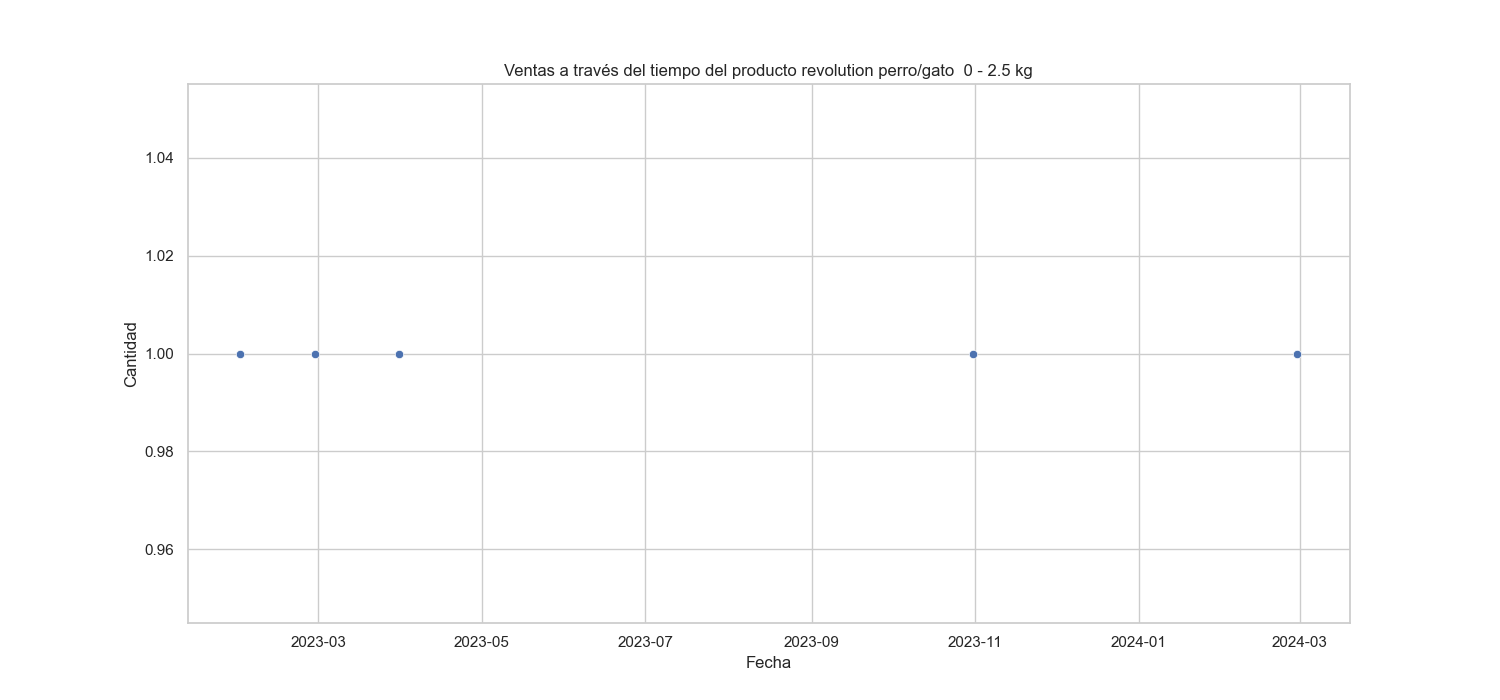 Ventas a través del tiempo del producto revolution perro/gato  0 - 2.5 kg
1.04
1.02
1.00
0.98
0.96
Cantidad
2023-03 2023-05 2023-07 2023-09 2023-11 2024-01 2024-03
Fecha